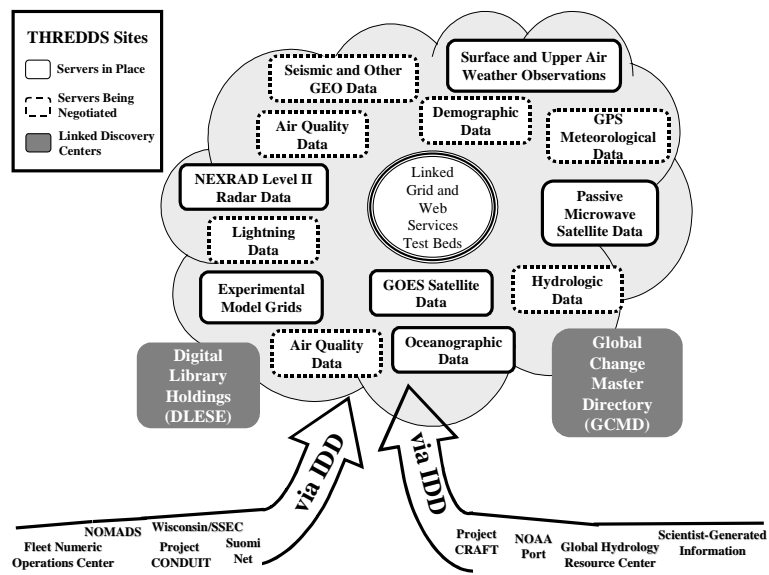 THREDDS Sites
Servers in Place
Servers Being
Negotiated
Linked Discovery
Centers
Surface and Upper Air
Weather Observations
Seismic and Other
GEO Data
Demographic
Data
GPS
Meteorological
Data
Air Quality
Data
NEXRAD Level II
Radar Data
Linked
Grid and
Web
Services
Test Beds
Passive
Microwave
Satellite Data
Lightning
Data
Experimental
Model Grids
GOES Satellite
Data
Hydrologic
Data
Air Quality
Data
Oceanographic
Data
Digital
Library
Holdings
(DLESE)
Global
Change
Master
Directory
(GCMD)
via IDD
via IDD
Fleet Numeric
Operations Center
NOMADS
Wisconsin/SSEC
Project
CONDUIT
Suomi
Net
Project
CRAFT
NOAA
Port
Global Hydrology
Resource Center
Scientist-Generated
Information